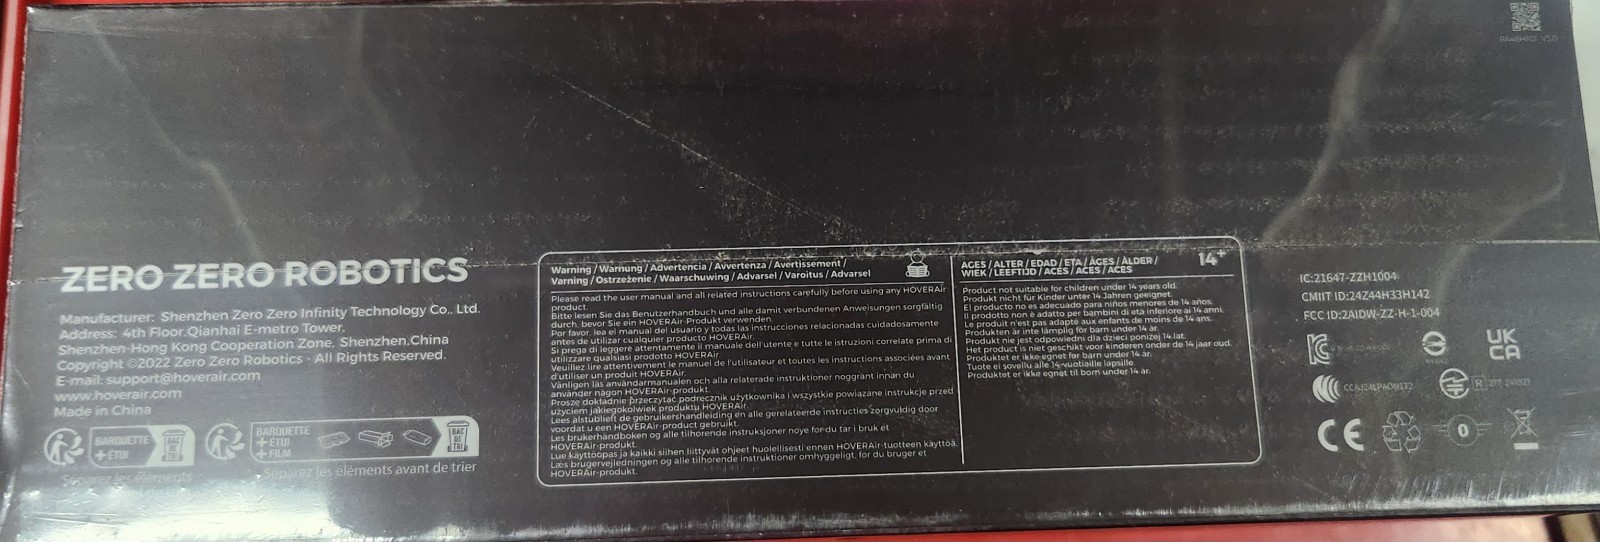 ZERO ZERO ROBOTICS
Manufacturer: Shenzhen Zero Zero Infinity Technology Co., Ltd.
Address: 4th Floor,Qianhai E-metro Tower,
Shenzhen-Hong Kong Cooperation Zone, Shenzhen,China
Copyright ©2022 Zero Zero Robotics - All Rights Reserved.
E-mail: support@hoverair.com
www.hoverair.com
Made in China
BARQUETTE
+ ÉTUI
BAC
DE
TRI
BARQUETTE
+ ÉTUI
+ FILM
BAC
DE
TRI
Séparez les éléments
Séparez les éléments avant de trier
Warning / Warnung / Advertencia / Avvertenza / Avertissement /
Varning / Ostrzeżenie / Waarschuwing / Advarsel / Varoitus / Advarsel
Please read the user manual and all related instructions carefully before using any HOVERAir
product.
Bitte lesen Sie das Benutzerhandbuch und alle damit verbundenen Anweisungen sorgfältig
durch, bevor Sie ein HOVERAir-Produkt verwenden.
Por favor, lea el manual del usuario y todas las instrucciones relacionadas cuidadosamente
antes de utilizar cualquier producto HOVERAir.
Si prega di leggere attentamente il manuale dell'utente e tutte le istruzioni correlate prima di
utilizzare qualsiasi prodotto HOVERAir.
Veuillez lire attentivement le manuel de l'utilisateur et toutes les instructions associées avant
d'utiliser un produit HOVERAir.
Vänligen läs användarmanualen och alla relaterade instruktioner noggrant innan du
använder någon HOVERAir-produkt.
Proszę dokładnie przeczytać podręcznik użytkownika i wszystkie powiązane instrukcje przed
użyciem jakiegokolwiek produktu HOVERAir.
Lees alstublieft de gebruikershandleiding en alle gerelateerde instructies zorgvuldig door
voordat u een HOVERAir-product gebruikt.
Les brukerhåndboken og alle tilhørende instruksjoner nøye før du tar i bruk et
HOVERAir-produkt.
Lue käyttöopas ja kaikki siihen liittyvät ohjeet huolellisesti ennen HOVERAir-tuotteen käyttöä.
Læs brugervejledningen og alle tilhørende instruktioner omhyggeligt, før du bruger et
HOVERAir-produkt.
AGES / ALTER / EDAD / ETÀ / ÂGES / ÅLDER /
WIEK / LEEFTIJD / ACES / ACES / ACES
14+
Product not suitable for children under 14 years old.
Produkt nicht für Kinder unter 14 Jahren geeignet.
El producto no es adecuado para niños menores de 14 años.
Il prodotto non è adatto per bambini di età inferiore ai 14 anni.
Le produit n'est pas adapté aux enfants de moins de 14 ans.
Produkten är inte lämplig för barn under 14 år.
Produkt nie jest odpowiedni dla dzieci poniżej 14 lat.
Het product is niet geschikt voor kinderen onder de 14 jaar oud.
Produktet er ikke egnet for barn under 14 år.
Tuote ei sovellu alle 14-vuotiaille lapsille.
Produktet er ikke egnet til børn under 14 år.
IC:21647-ZZH1004
CMIIT ID:24Z44H33H142
FCC ID:2AIDW-ZZ-H-1-004
UK
CA
R
CE
0